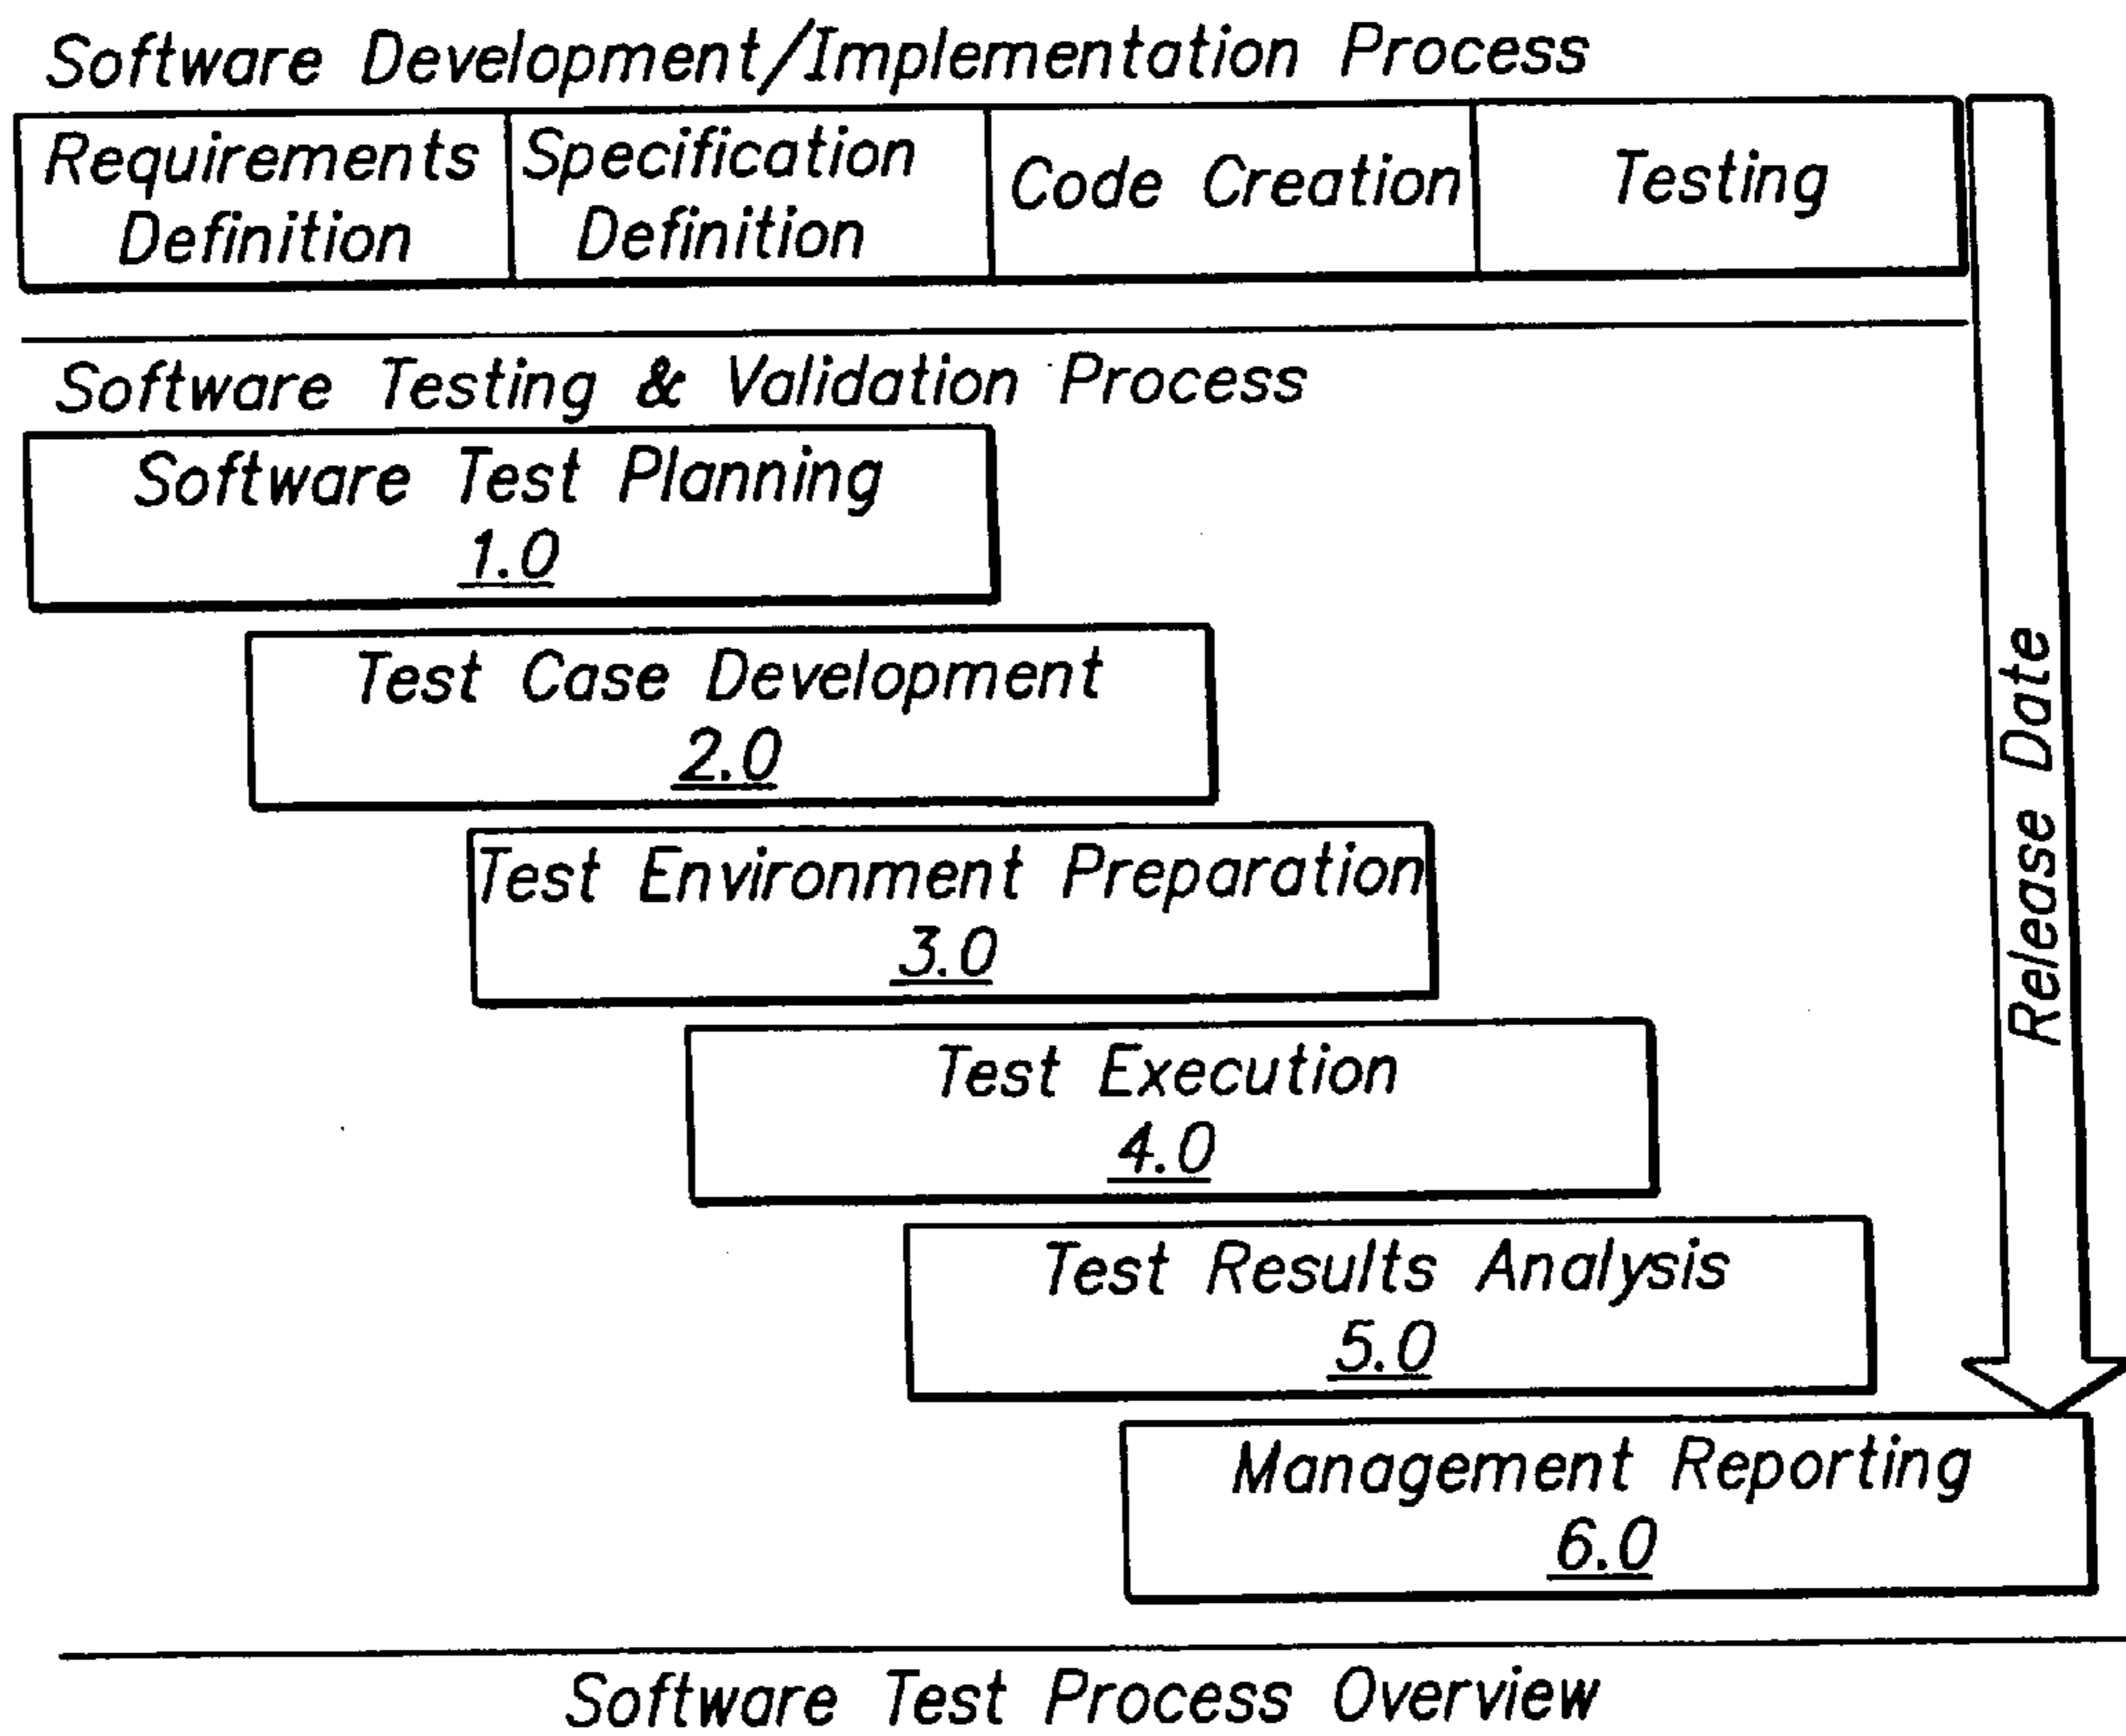 Software Development/Implementation Process
Requirements
Definition
Specification
Definition
Code Creation
Testing
Software Testing & Validation Process
Software Test Planning
1.0
Test Case Development
2.0
Test Environment Preparation
3.0
Test Execution
4.0
Test Results Analysis
5.0
Management Reporting
6.0
Release Date
Software Test Process Overview